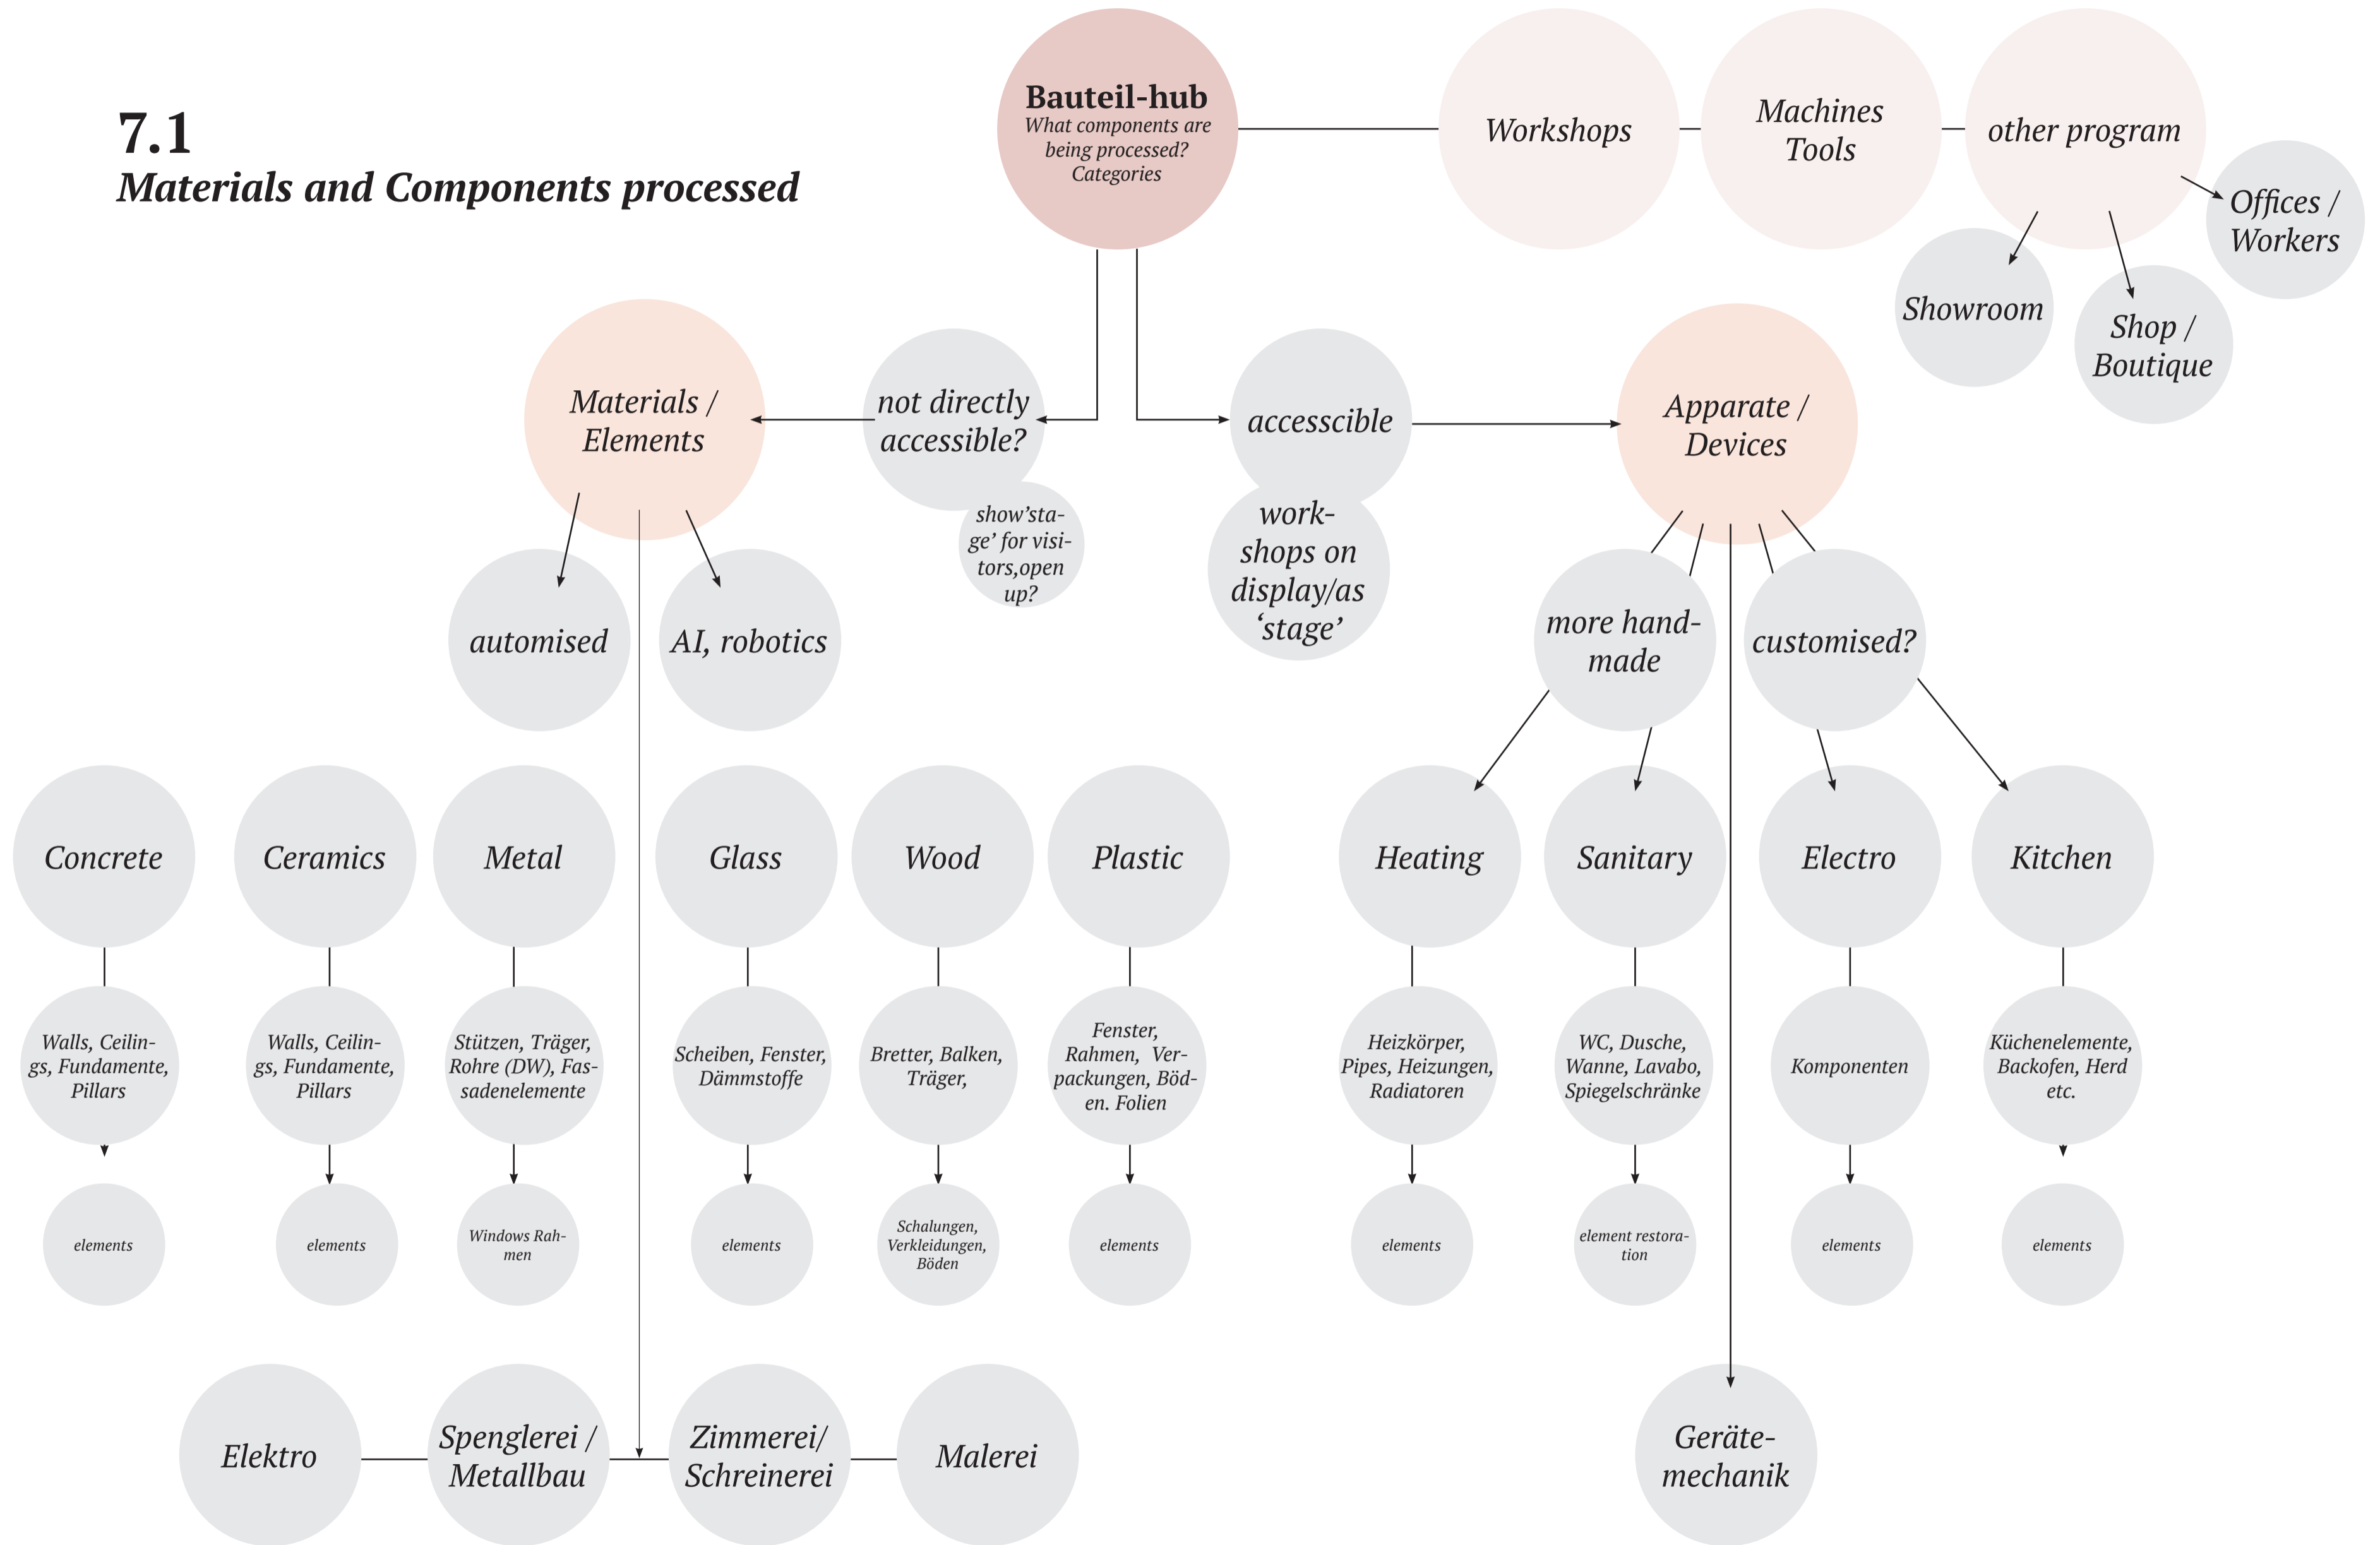 7.1
Materials and Components processed
Bauteil-hub
What components are
being processed?
Categories
Workshops
Machines
Tools
other program
Offices /
Workers
Showroom
Shop /
Boutique
Materials /
Elements
not directly
accessible?
show’sta-
ge’ for visi-
tors,open
up?
accesscible
work-
shops on
display/as
‘stage’
Apparate /
Devices
automised
AI, robotics
more hand-
made
customised?
Concrete
Ceramics
Metal
Glass
Wood
Plastic
Heating
Sanitary
Electro
Kitchen
Walls, Ceilin-
gs, Fundamente,
Pillars
Walls, Ceilin-
gs, Fundamente,
Pillars
Stützen, Träger,
Rohre (DW), Fas-
sadenelemente
Scheiben, Fenster,
Dämmstoffe
Bretter, Balken,
Träger,
Fenster,
Rahmen, Ver-
packungen, Böd-
en. Folien
Heizkörper,
Pipes, Heizungen,
Radiatoren
WC, Dusche,
Wanne, Lavabo,
Spiegelschränke
Komponenten
Küchenelemente,
Backofen, Herd
etc.
elements
elements
Windows Rah-
men
elements
Schalungen,
Verkleidungen,
Böden
elements
elements
element restora-
tion
elements
elements
Elektro
Spenglerei /
Metallbau
Zimmerei/
Schreinerei
Malerei
Geräte-
mechanik